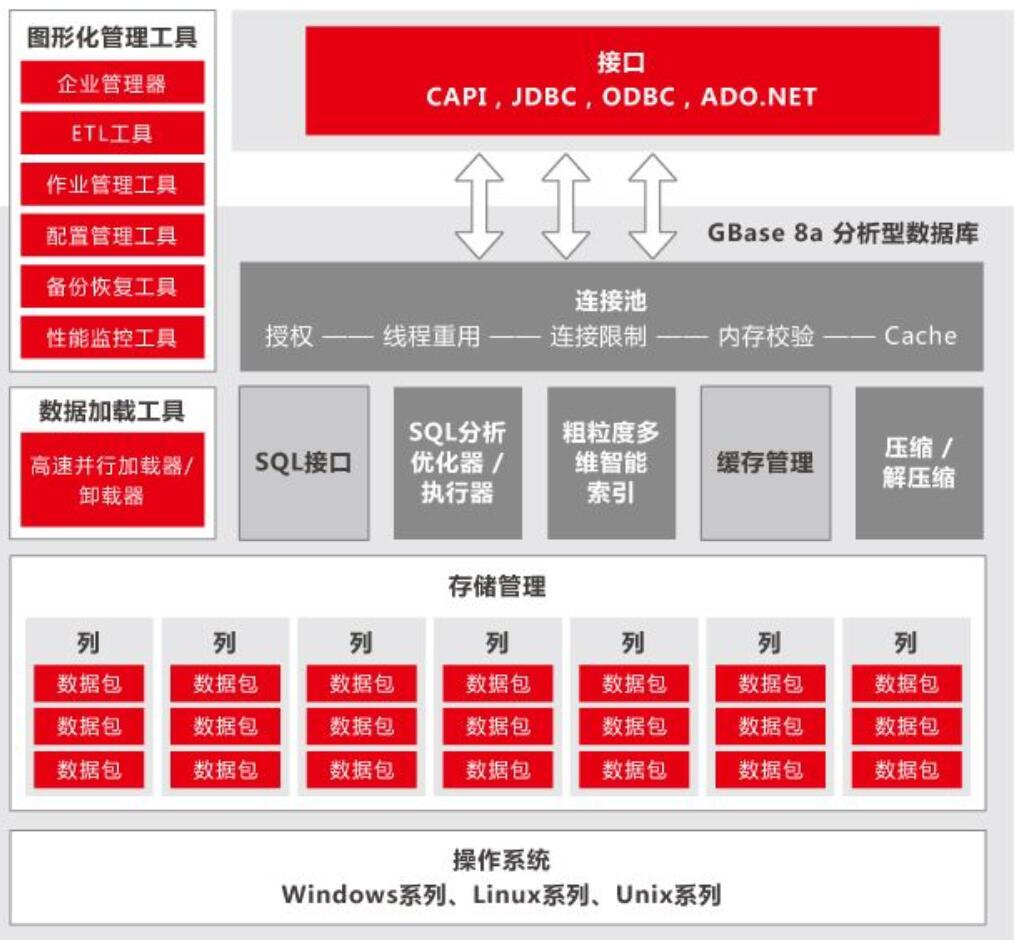 图形化管理工具
企业管理器
ETL工具
作业管理工具
配置管理工具
备份恢复工具
性能监控工具
接口
CAPI , JDBC , ODBC , ADO.NET
GBase 8a 分析型数据库
连接池
授权 —— 线程重用 —— 连接限制 —— 内存校验 —— Cache
数据加载工具
高速并行加载器/
卸载器
SQL接口
SQL分析
优化器 /
执行器
粗粒度多
维智能
索引
缓存管理
压缩 /
解压缩
存储管理
列 列 列 列 列 列 列
数据包 数据包 数据包 数据包 数据包 数据包 数据包
数据包 数据包 数据包 数据包 数据包 数据包 数据包
数据包 数据包 数据包 数据包 数据包 数据包 数据包
操作系统
Windows系列、Linux系列、Unix系列